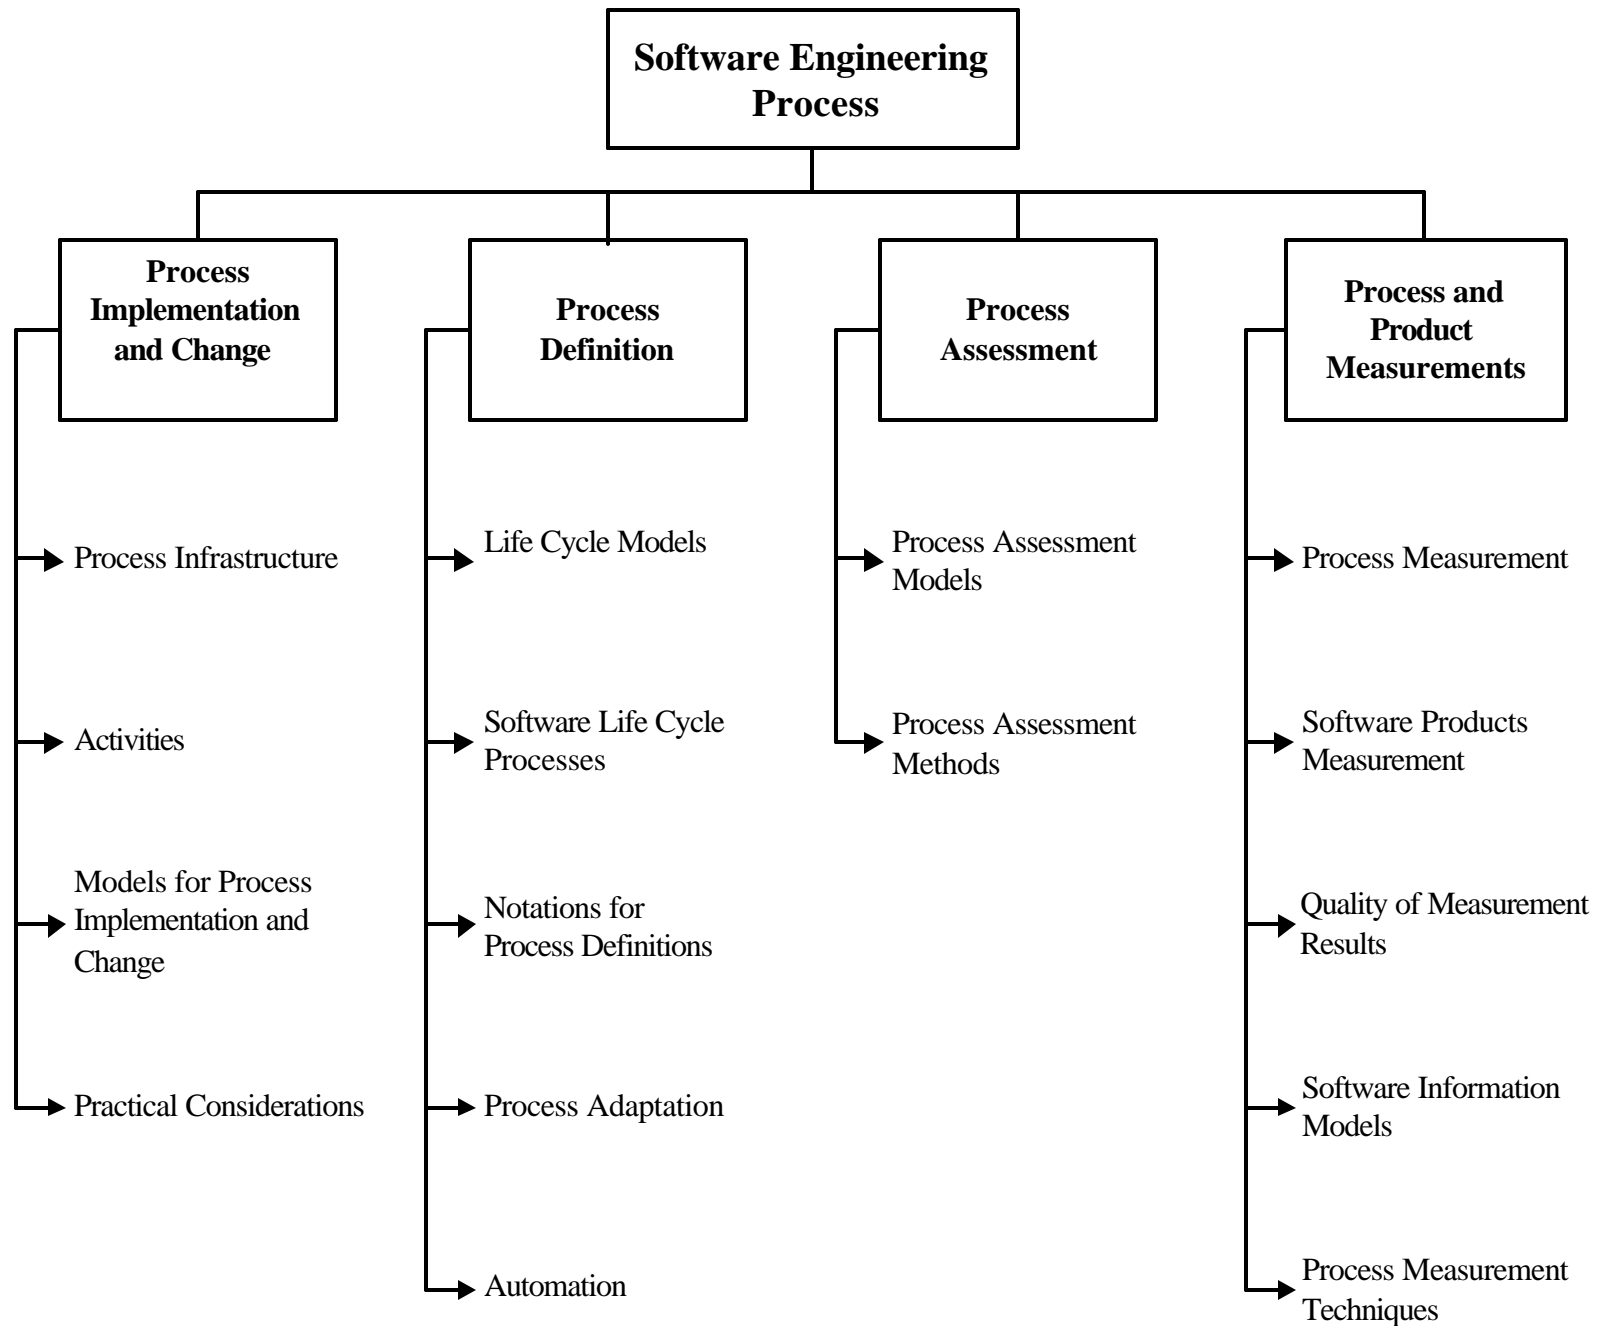 Software Engineering
Process
Process
Implementation
and Change
Process
Definition
Process
Assessment
Process and
Product
Measurements
Process Infrastructure
Activities
Models for Process
Implementation and
Change
Practical Considerations
Life Cycle Models
Software Life Cycle
Processes
Notations for
Process Definitions
Process Adaptation
Automation
Process Assessment
Models
Process Assessment
Methods
Process Measurement
Software Products
Measurement
Quality of Measurement
Results
Software Information
Models
Process Measurement
Techniques